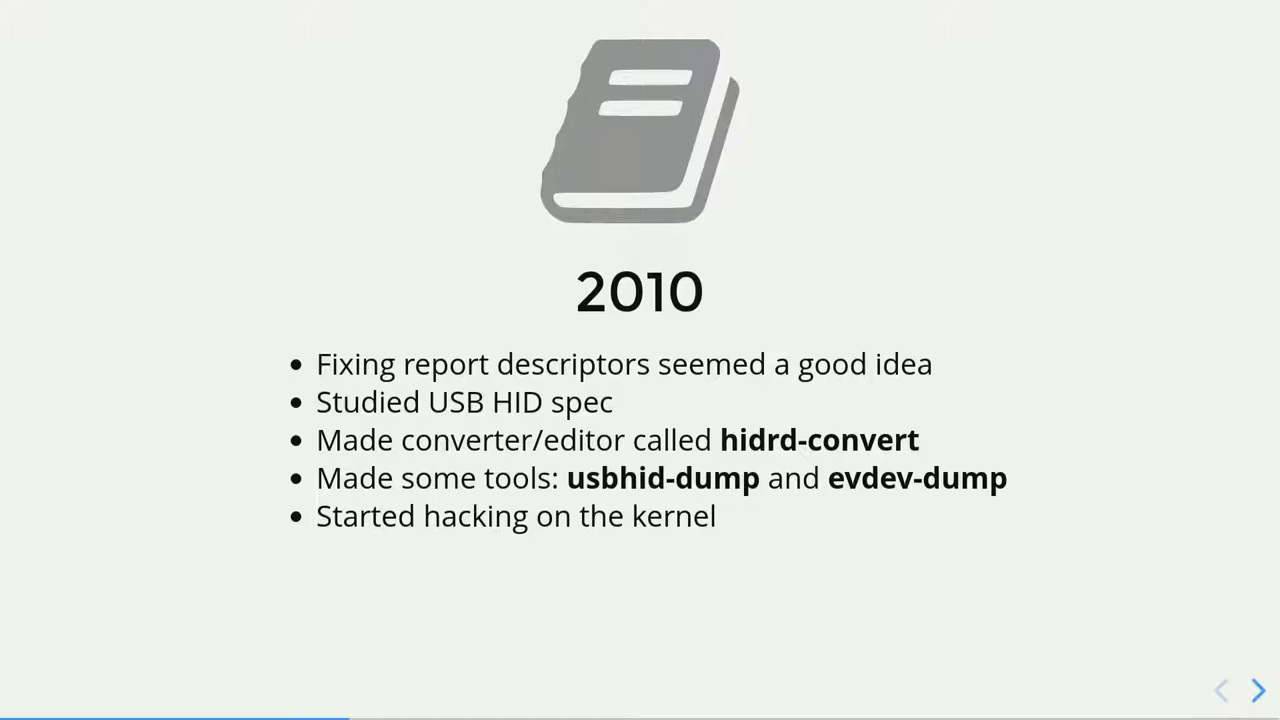 2010
Fixing report descriptors seemed a good idea
Studied USB HID spec
Made converter/editor called hidrd-convert
Made some tools: usbhid-dump and evdev-dump
Started hacking on the kernel